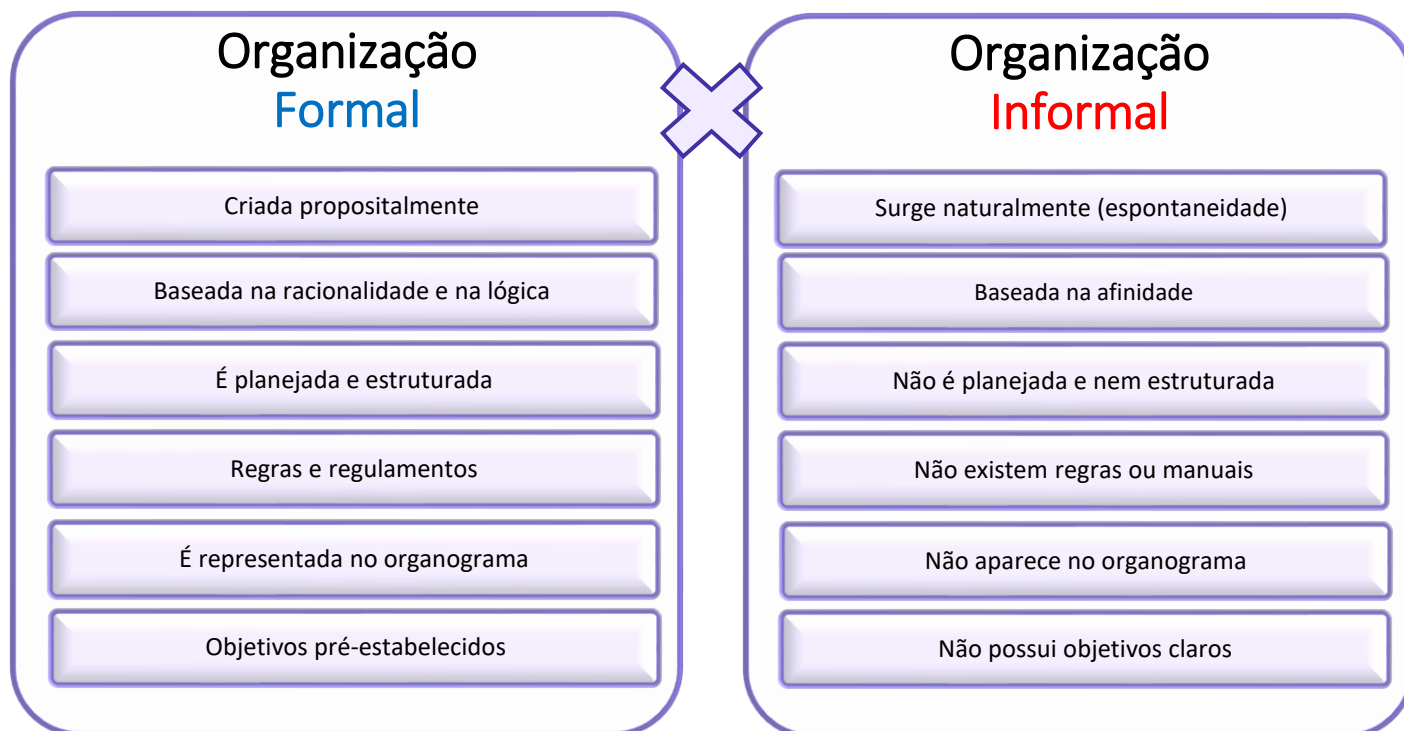 Organização
Formal
Criada propositalmente
Baseada na racionalidade e na lógica
É planejada e estruturada
Regras e regulamentos
É representada no organograma
Objetivos pré-estabelecidos
Organização
Informal
Surge naturalmente (espontaneidade)
Baseada na afinidade
Não é planejada e nem estruturada
Não existem regras ou manuais
Não aparece no organograma
Não possui objetivos claros